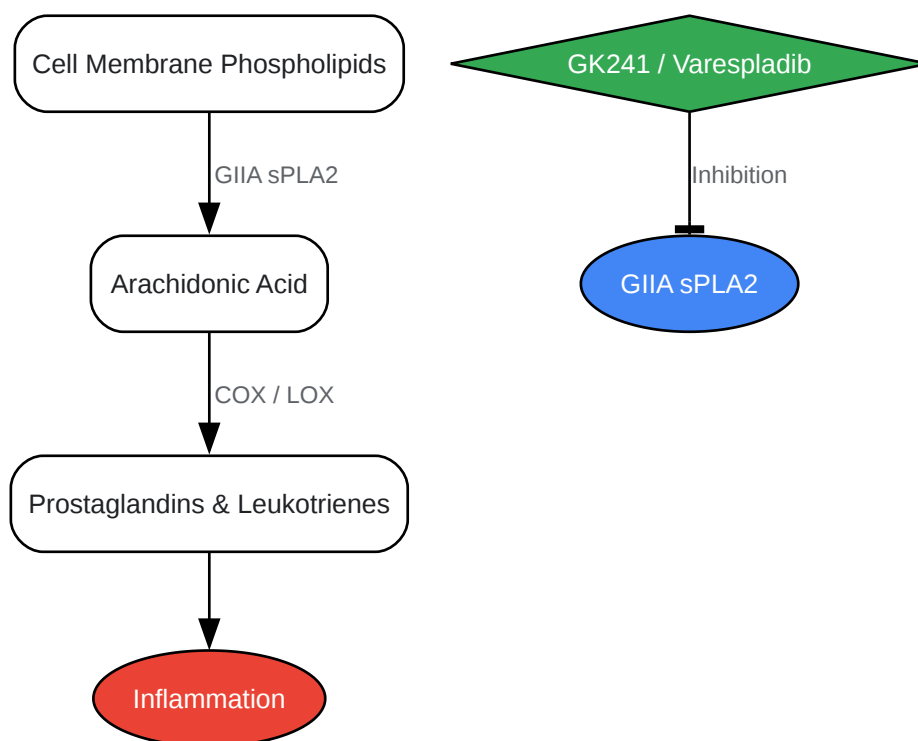 Cell Membrane Phospholipids
GIIA sPLA2
Arachidonic Acid
COX / LOX
Prostaglandins & Leukotrienes
Inflammation
GK241 / Varespladib
Inhibition
GIIA sPLA2